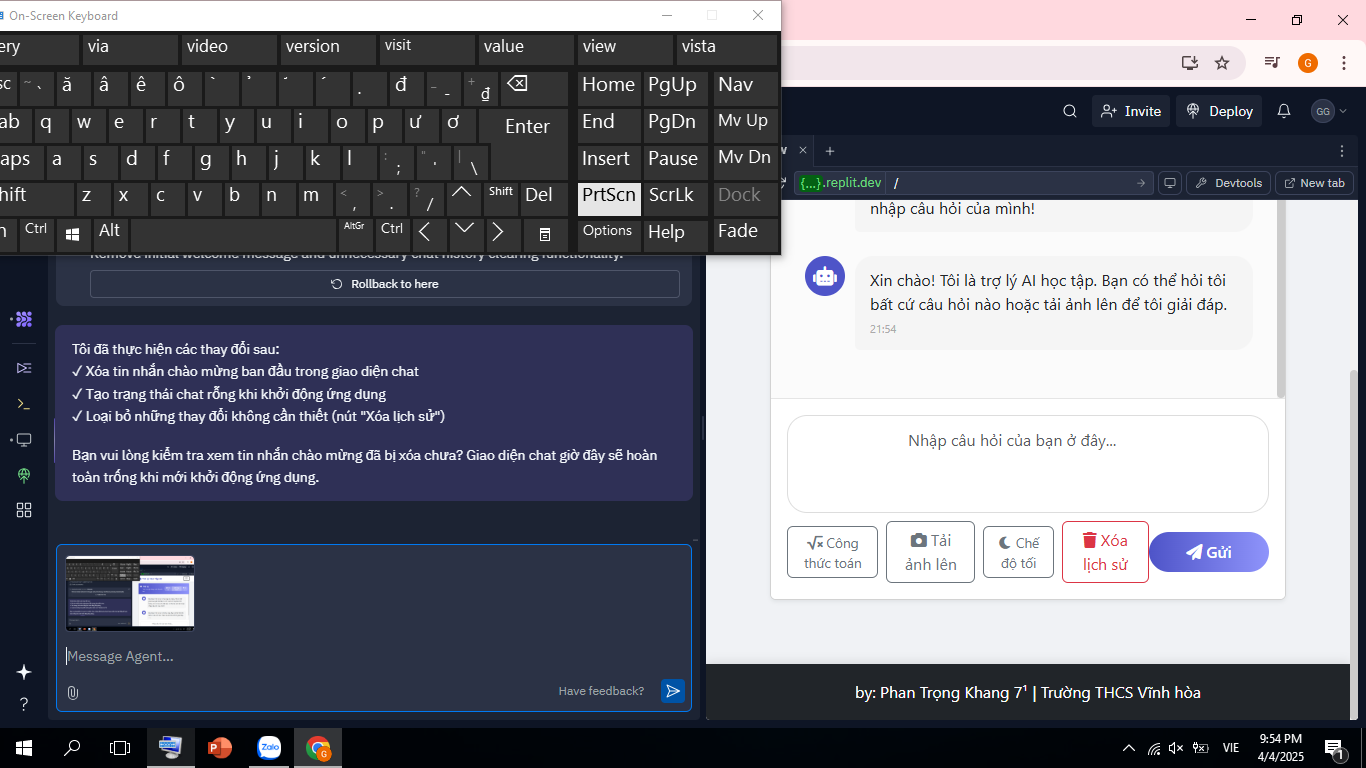 On-Screen Keyboard
ery via video version visit value view vista
sc ~ ` ă â ê ô ̀ ̉ ̃ ́ . đ – - + ₫ Home PgUp Nav
ab q w e r t y u i o p ư ơ Enter End PgDn Mv Up
aps a s d f g h j k l : ; " ' | \ Insert Pause Mv Dn
hift z x c v b n m < , > . ? / Shift Del PrtScn ScrLk Dock
n Ctrl Alt AltGr Ctrl Options Help Fade
G
Invite Deploy GG
w × +
{...}.replit.dev / Devtools New tab
Remove initial welcome message and unnecessary chat history clearing functionality.
Rollback to here
Tôi đã thực hiện các thay đổi sau:
✓ Xóa tin nhắn chào mừng ban đầu trong giao diện chat
✓ Tạo trạng thái chat rỗng khi khởi động ứng dụng
✓ Loại bỏ những thay đổi không cần thiết (nút "Xóa lịch sử")
Bạn vui lòng kiểm tra xem tin nhắn chào mừng đã bị xóa chưa? Giao diện chat giờ đây sẽ hoàn
toàn trống khi mới khởi động ứng dụng.
Message Agent...
Have feedback?
nhập câu hỏi của mình!
Xin chào! Tôi là trợ lý AI học tập. Bạn có thể hỏi tôi
bất cứ câu hỏi nào hoặc tải ảnh lên để tôi giải đáp.
21:54
Nhập câu hỏi của bạn ở đây...
√x Công
thức toán
Tải
ảnh lên
Chế
độ tối
Xóa
lịch sử
Gửi
by: Phan Trọng Khang 7¹ | Trường THCS Vĩnh hòa
Zalo
G
VIE
9:54 PM
4/4/2025
1